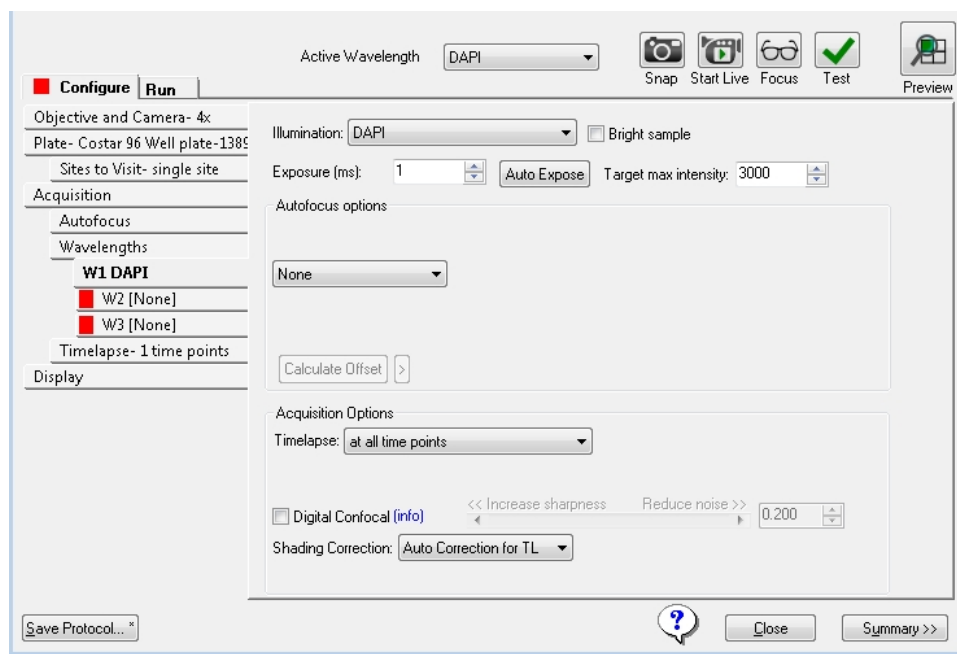 Active Wavelength DAPI
Snap Start Live Focus Test Preview
Configure Run
Objective and Camera- 4x
Plate- Costar 96 Well plate-1389
Sites to Visit- single site
Acquisition
Autofocus
Wavelengths
W1 DAPI
W2 [None]
W3 [None]
Timelapse- 1 time points
Display
Illumination: DAPI Bright sample
Exposure (ms): 1 Auto Expose Target max intensity: 3000
Autofocus options
None
Calculate Offset >
Acquisition Options
Timelapse: at all time points
<< Increase sharpness Reduce noise >>
Digital Confocal (info) 0.200
Shading Correction: Auto Correction for TL
Save Protocol... * ? Close Summary >>